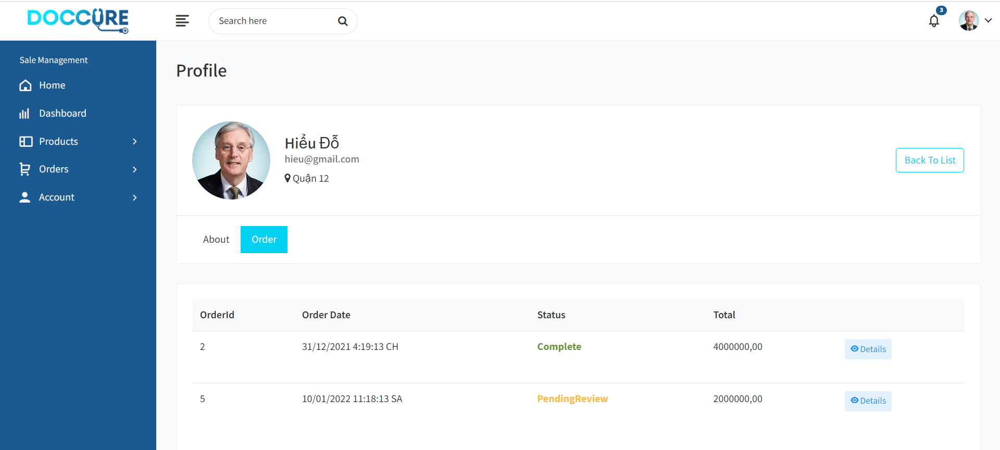 DOCCURE
Search here
3
Sale Management
Home
Dashboard
Products
Orders
Account
Profile
Hiểu Đỗ
hieu@gmail.com
Quận 12
Back To List
About Order
OrderId Order Date Status Total
2 31/12/2021 4:19:13 CH Complete 4000000,00 Details
5 10/01/2022 11:18:13 SA PendingReview 2000000,00 Details